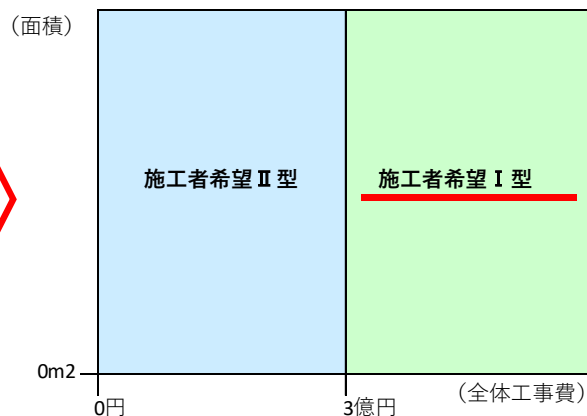 （面積）
施工者希望Ⅱ型
施工者希望Ⅰ型
0m2
0円
3億円
（全体工事費）